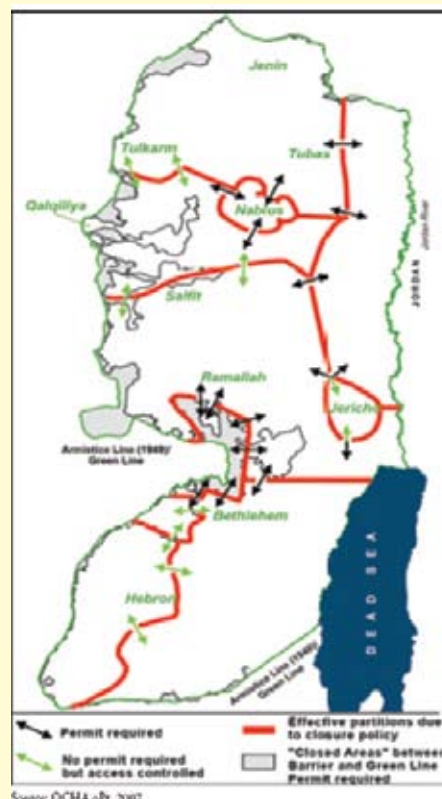 Jenin
Tulkarm
Tubas
Qalqiliya
Nablus
Jordan River
JORDAN
Salfit
Ramallah
Jericho
Armistice Line (1949)/
Green Line
Bethlehem
Hebron
DEAD SEA
Armistice Line (1949)/
Green Line
Permit required
No permit required
but access controlled
Effective partitions due
to closure policy
"Closed Areas" between
Barrier and Green Line
Permit required
Source: OCHA oPt, 2007